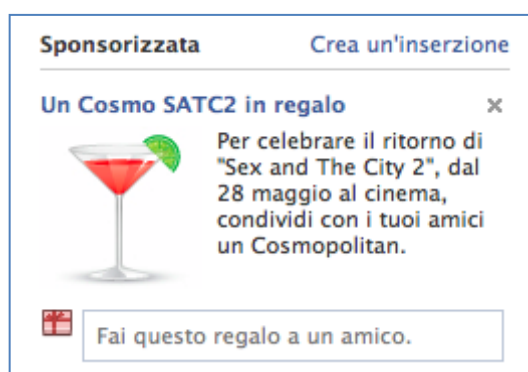 Sponsorizzata Crea un'inserzione
Un Cosmo SATC2 in regalo
Per celebrare il ritorno di
"Sex and The City 2", dal
28 maggio al cinema,
condividi con i tuoi amici
un Cosmopolitan.
Fai questo regalo a un amico.